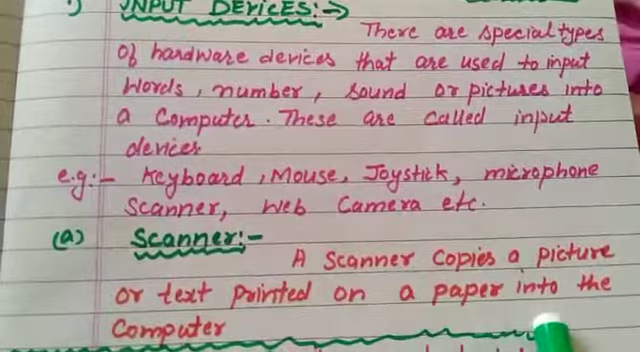 1) INPUT DEVICES:→
There are special types
of hardware devices that are used to input
words, number, sound or pictures into
a computer. These are called input
devices
e.g:- Keyboard, Mouse, Joystick, microphone
Scanner, web camera etc.
(a) Scanner:-
A scanner copies a picture
or text printed on a paper into the
computer